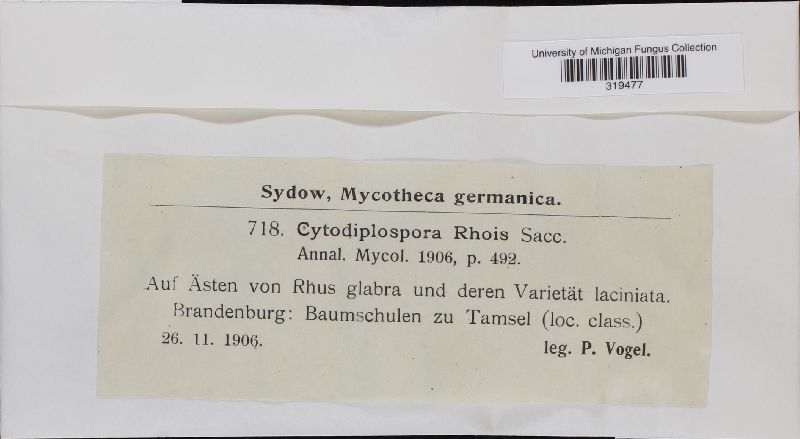 University of Michigan Fungus Collection
319477
Sydow, Mycotheca germanica.
718. Cytodiplospora Rhois Sacc.
Annal. Mycol. 1906, p. 492.
Auf Ästen von Rhus glabra und deren Varietät laciniata.
Brandenburg: Baumschulen zu Tamsel (loc. class.)
26. 11. 1906.
leg. P. Vogel.